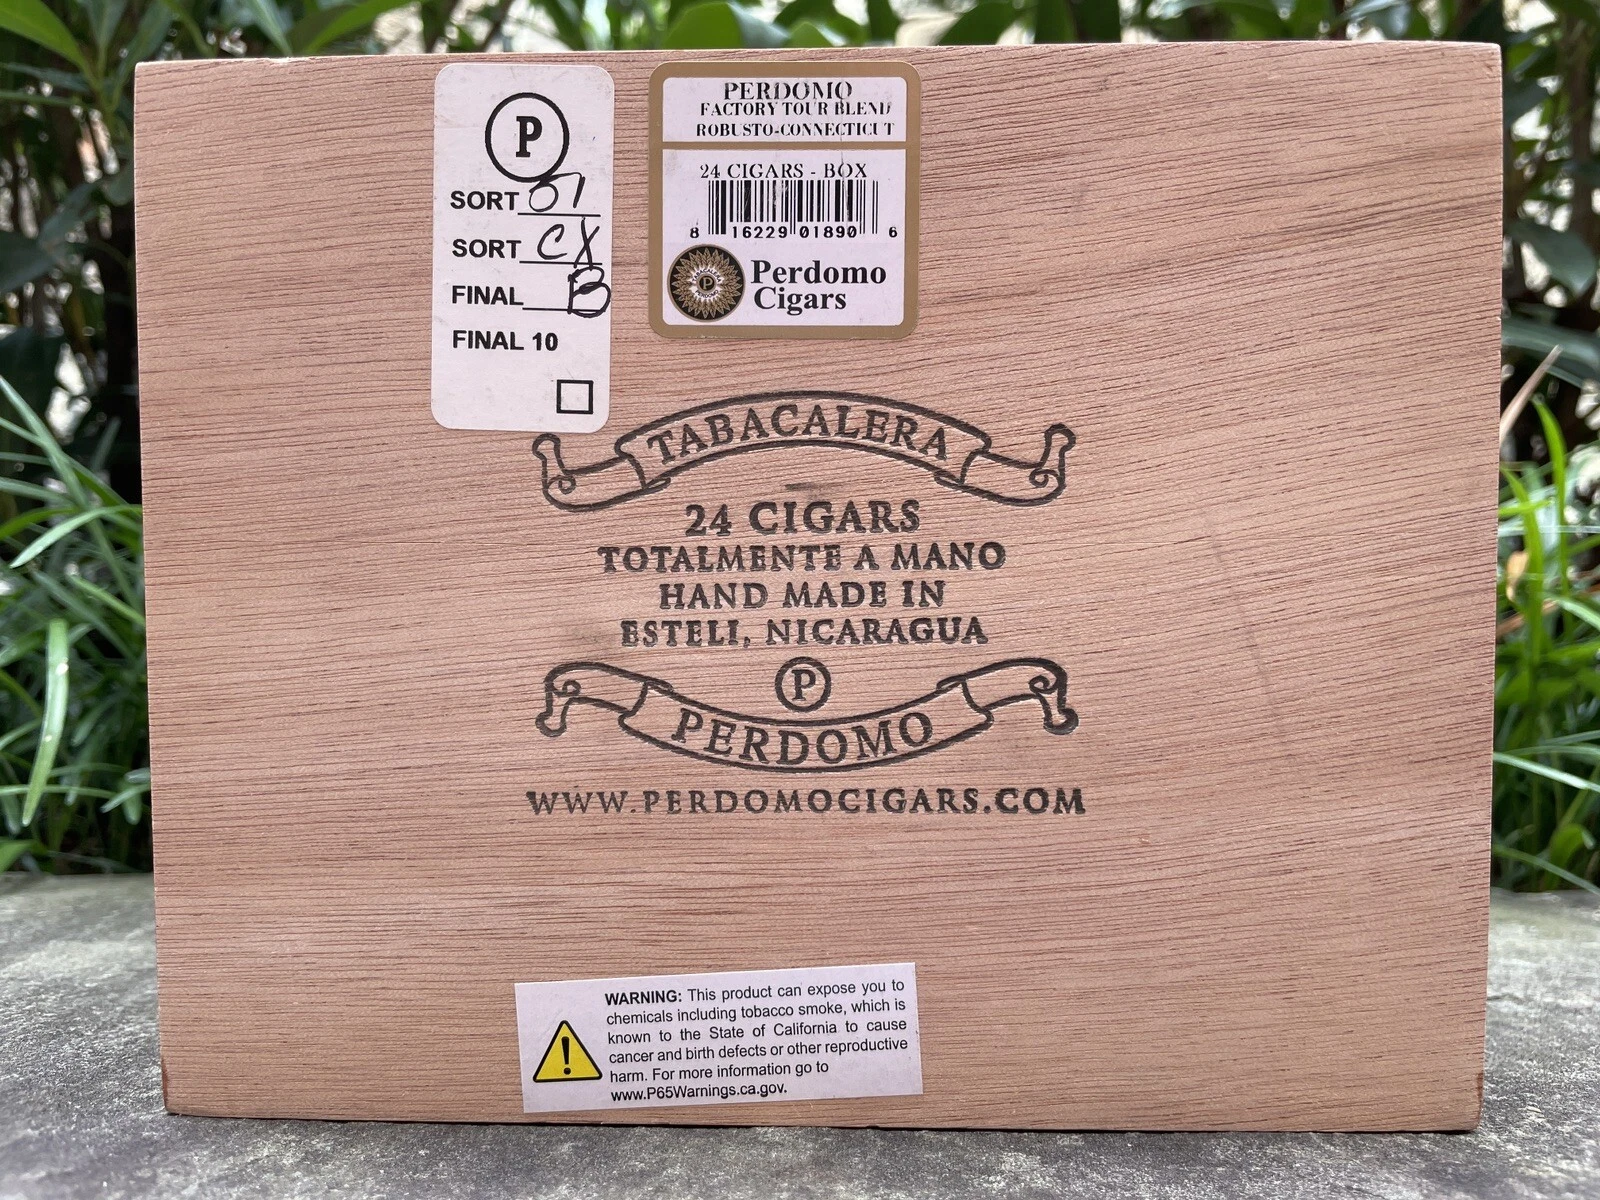 P
SORT 51
SORT CX
FINAL B
FINAL 10
PERDOMO
FACTORY TOUR BLEND
ROBUSTO-CONNECTICUT
24 CIGARS - BOX
8 16229 01890 6
P
Perdomo
Cigars
TABACALERA
24 CIGARS
TOTALMENTE A MANO
HAND MADE IN
ESTELI, NICARAGUA
P
PERDOMO
WWW.PERDOMOCIGARS.COM
WARNING: This product can expose you to
chemicals including tobacco smoke, which is
known to the State of California to cause
cancer and birth defects or other reproductive
harm. For more information go to
www.P65Warnings.ca.gov.